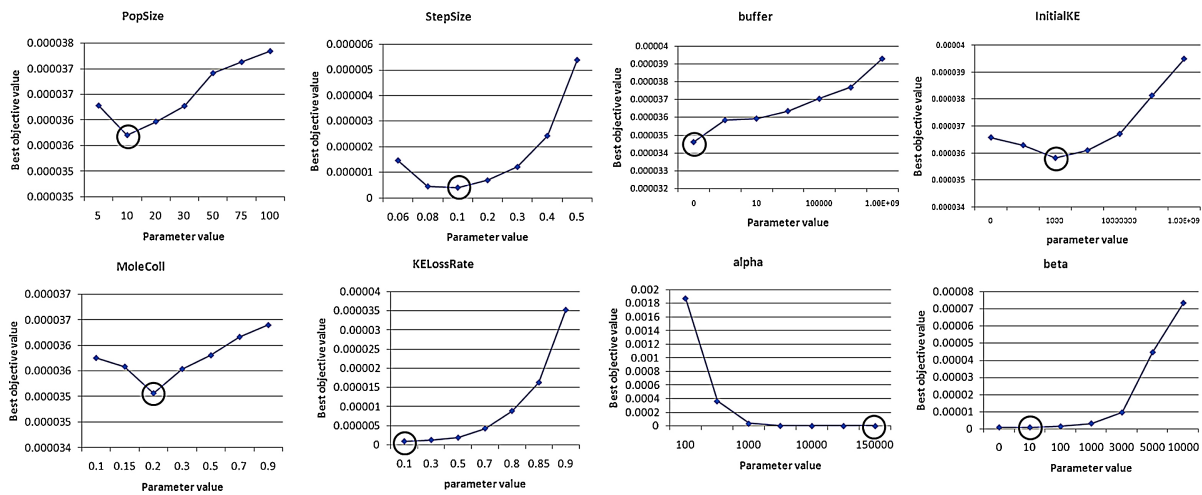 PopSize
0.000038
0.000037
0.000037
0.000036
0.000036
0.000035
0.000035
Best objective value
5 10 20 30 50 75 100
Parameter value
StepSize
0.000006
0.000005
0.000004
0.000003
0.000002
0.000001
0
Best objective value
0.06 0.08 0.1 0.2 0.3 0.4 0.5
Parameter value
buffer
0.00004
0.000039
0.000038
0.000037
0.000036
0.000035
0.000034
0.000033
0.000032
Best objective value
0 10 100000 1.00E+09
Parameter value
InitialKE
0.00004
0.000039
0.000038
0.000037
0.000036
0.000035
0.000034
Best objective value
0 1000 10000000 1.00E+09
parameter value
MoleColl
0.000037
0.000037
0.000036
0.000036
0.000035
0.000035
0.000034
Best objective value
0.1 0.15 0.2 0.3 0.5 0.7 0.9
Parameter value
KELossRate
0.00004
0.000035
0.00003
0.000025
0.00002
0.000015
0.00001
0.000005
0
Best objective value
0.1 0.3 0.5 0.7 0.8 0.85 0.9
parameter value
alpha
0.002
0.0018
0.0016
0.0014
0.0012
0.001
0.0008
0.0006
0.0004
0.0002
0
Best objective value
100 1000 10000 150000
Parameter value
beta
0.00008
0.00007
0.00006
0.00005
0.00004
0.00003
0.00002
0.00001
0
Best objective value
0 10 100 1000 3000 5000 10000
Parameter value